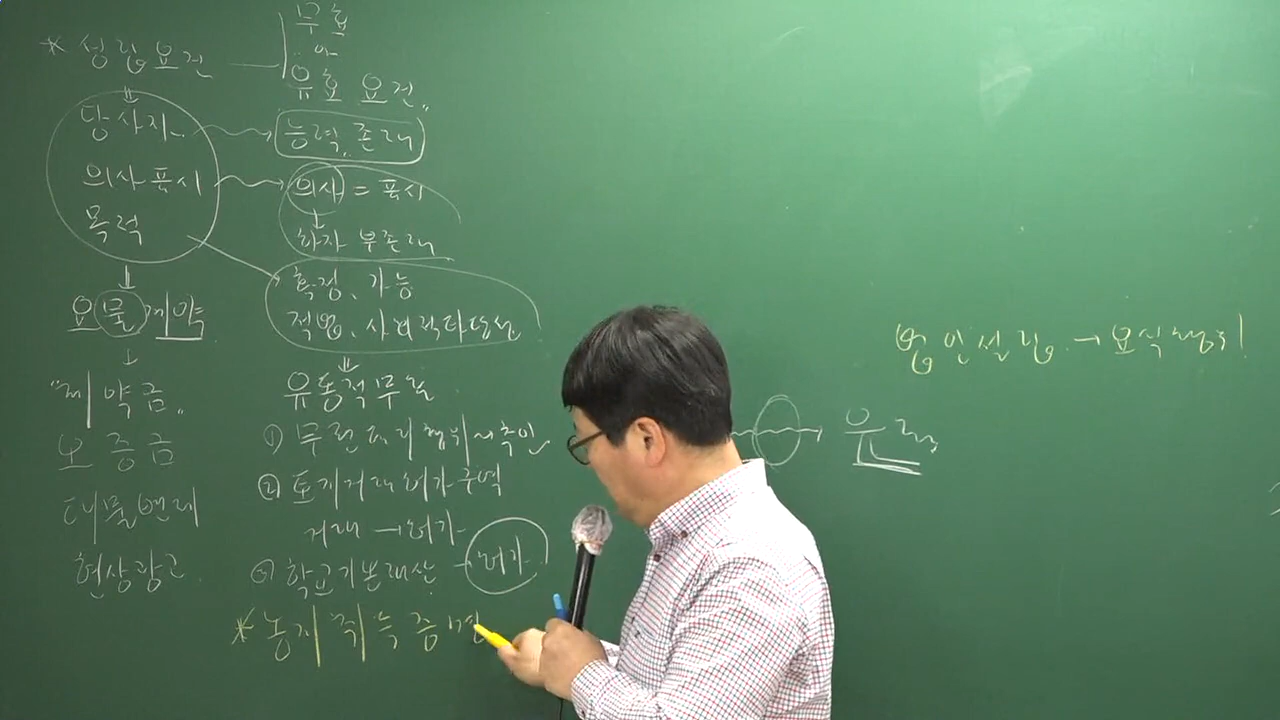 * 성립요건
당사자
의사표시
목적
요물계약
"계약금"
보증금
대물변제
현상광고
무효
유효요건
능력, 존재
의사 = 표시
하자 부존재
확정, 가능
적법, 사회적타당성
유동적무효
① 무권대리행위 추인
② 토지거래허가구역
거래 → 허가
③ 학교기본재산 → 허가
* 농지취득증명
법인설립 → 요식행위